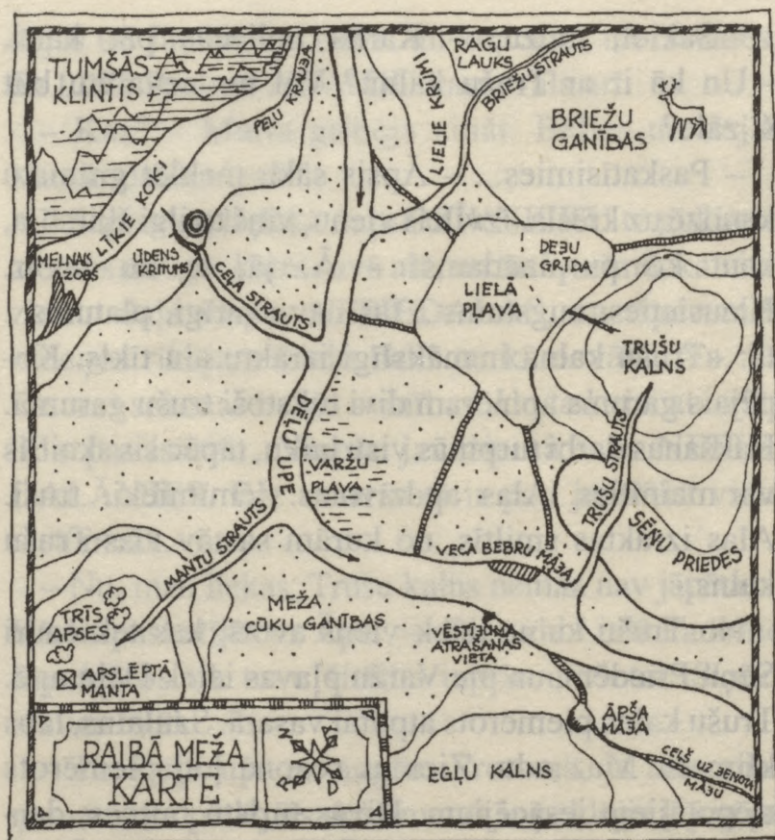 TUMŠĀS
KLINTIS
PEĻU KRAUJA
LIELIE KRŪMI
RAGU
LAUKS
BRIEŽU STRAUTS
BRIEŽU
GANĪBAS
LĪKIE KOKI
MELNAIS
ZOBS
ŪDENS
KRITUMS
CEĻA STRAUTS
DEJU
GRĪDA
LIELĀ
PĻAVA
TRUŠU
KALNS
DĒĻU UPE
VARŽU
PĻAVA
TRUŠU STRAUTS
SĒŅU PRIEDES
MANTU STRAUTS
VECĀ BEBRU MĀJA
TRĪS
APSES
APSLĒPTĀ
MANTA
MEŽA
CŪKU GANĪBAS
VĒSTĪJUMA
ATRAŠANAS
VIETA
ĀPŠA
MĀJA
CEĻŠ UZ JENOTA
MĀJU
EGĻU KALNS
RAIBĀ MEŽA
KARTE
R
D